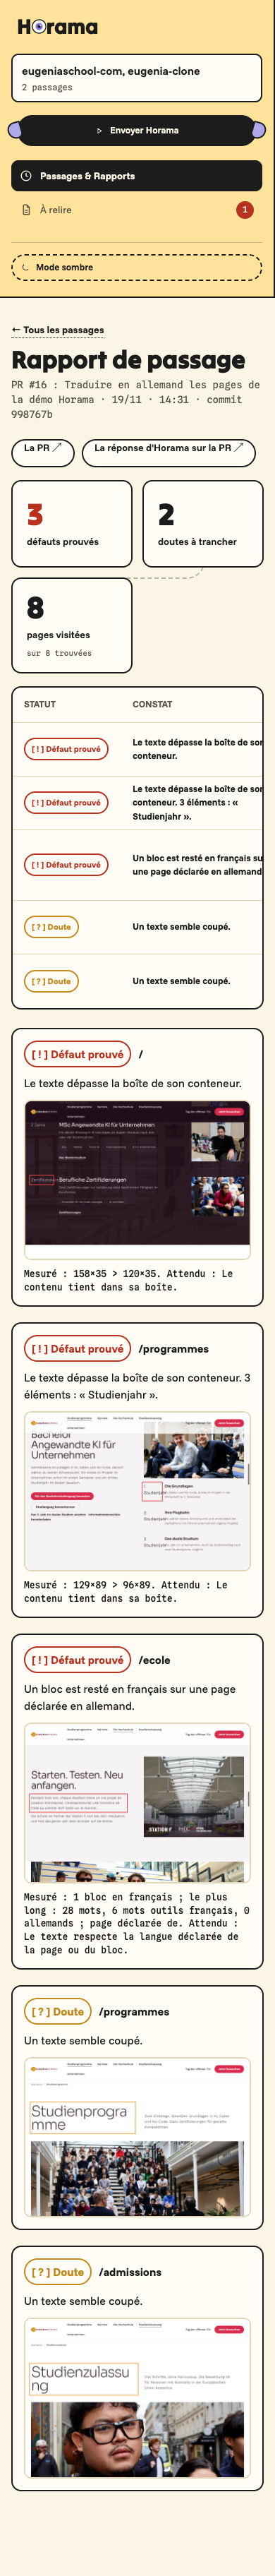 Horama
eugeniaschool-com, eugenia-clone
2 passages
Envoyer Horama
Passages & Rapports
À relire
1
Mode sombre
← Tous les passages
Rapport de passage
PR #16 : Traduire en allemand les pages de
la démo Horama · 19/11 · 14:31 · commit
998767b
La PR ↗
La réponse d'Horama sur la PR ↗
3
défauts prouvés
2
doutes à trancher
8
pages visitées
sur 8 trouvées
STATUT
CONSTAT
[ ! ] Défaut prouvé
Le texte dépasse la boîte de son
conteneur.
[ ! ] Défaut prouvé
Le texte dépasse la boîte de son
conteneur. 3 éléments : «
Studienjahr ».
[ ! ] Défaut prouvé
Un bloc est resté en français su
une page déclarée en allemand
[ ? ] Doute
Un texte semble coupé.
[ ? ] Doute
Un texte semble coupé.
[ ! ] Défaut prouvé
/
Le texte dépasse la boîte de son conteneur.
MSc Angewandte KI für Unternehmen
Berufliche Zertifizierungen
Mesuré : 158×35 > 120×35. Attendu : Le
contenu tient dans sa boîte.
[ ! ] Défaut prouvé
/programmes
Le texte dépasse la boîte de son conteneur. 3
éléments : « Studienjahr ».
Bachelor
Angewandte KI für
Unternehmen
Die Grundlagen
Studienjahr
Studienjahr
Das duale Studium
Studienjahr
Mesuré : 129×89 > 96×89. Attendu : Le
contenu tient dans sa boîte.
[ ! ] Défaut prouvé
/ecole
Un bloc est resté en français sur une page
déclarée en allemand.
Starten. Testen. Neu
anfangen.
STATION F
Mesuré : 1 bloc en français ; le plus
long : 28 mots, 6 mots outils français, 0
allemands ; page déclarée de. Attendu :
Le texte respecte la langue déclarée de
la page ou du bloc.
[ ? ] Doute
/programmes
Un texte semble coupé.
Studienprogra
mme
[ ? ] Doute
/admissions
Un texte semble coupé.
Studienzulassu
ng